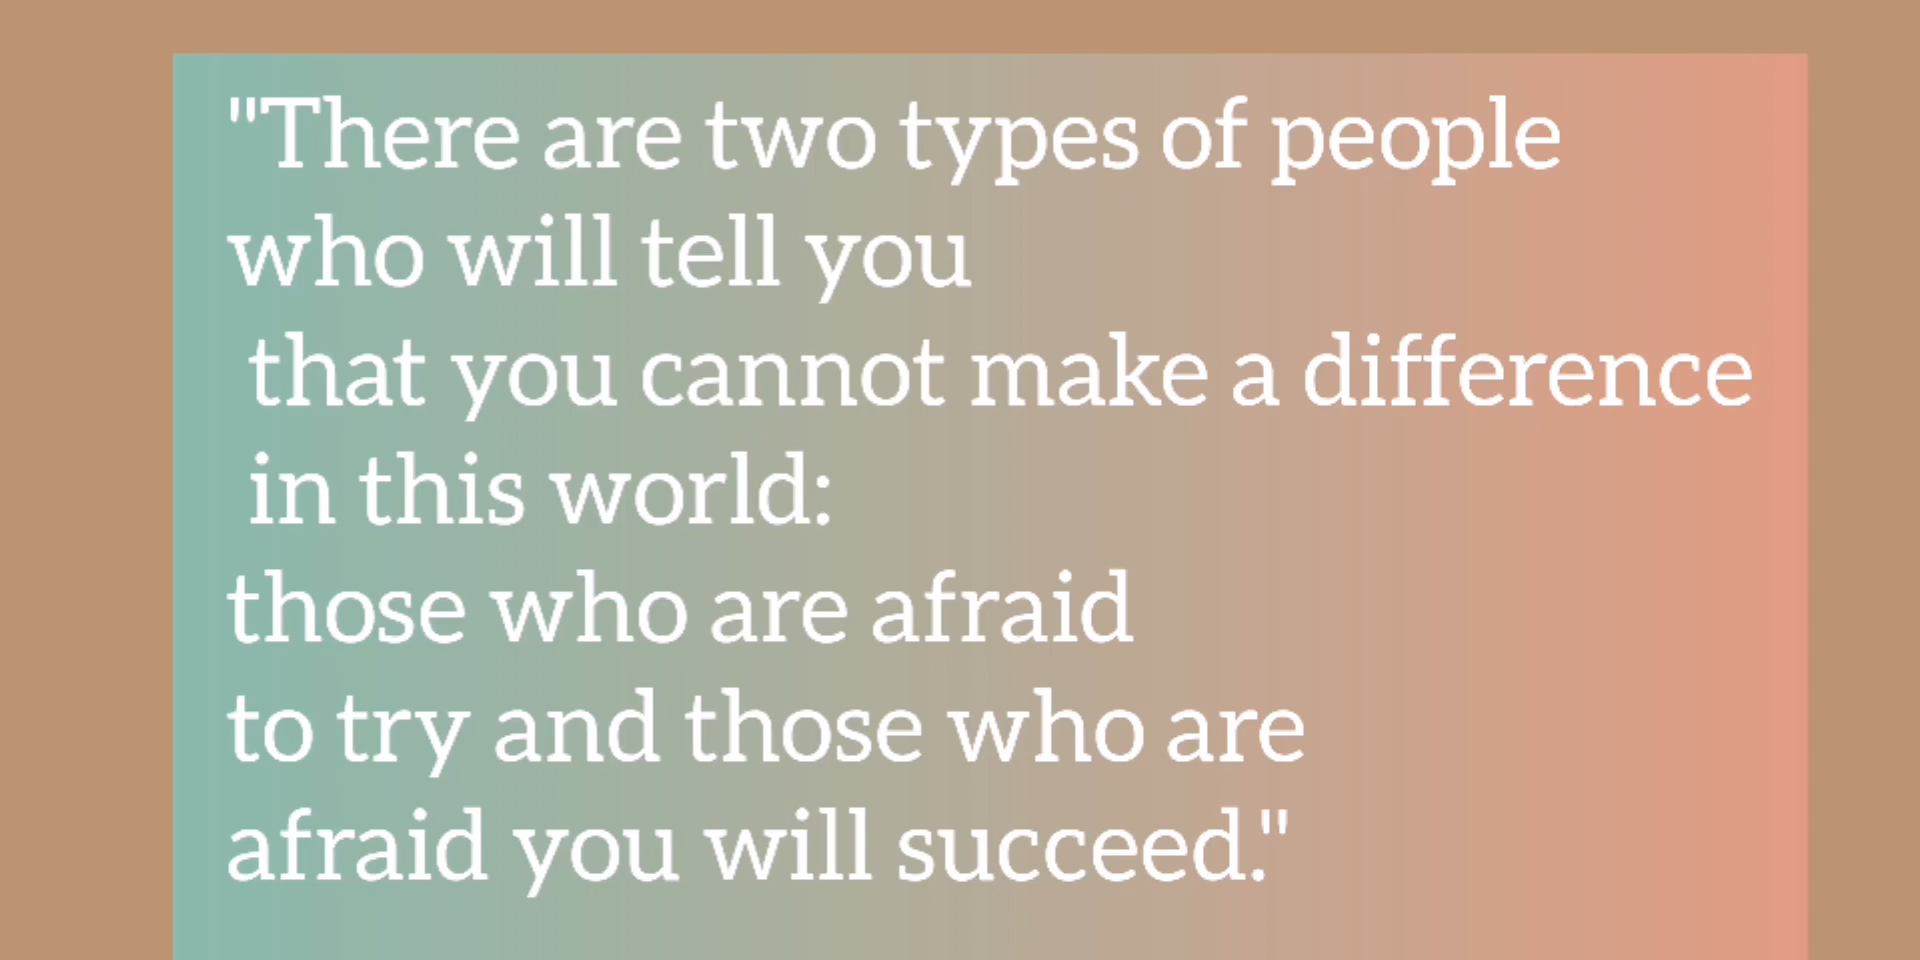 "There are two types of people
who will tell you
that you cannot make a difference
in this world:
those who are afraid
to try and those who are
afraid you will succeed."